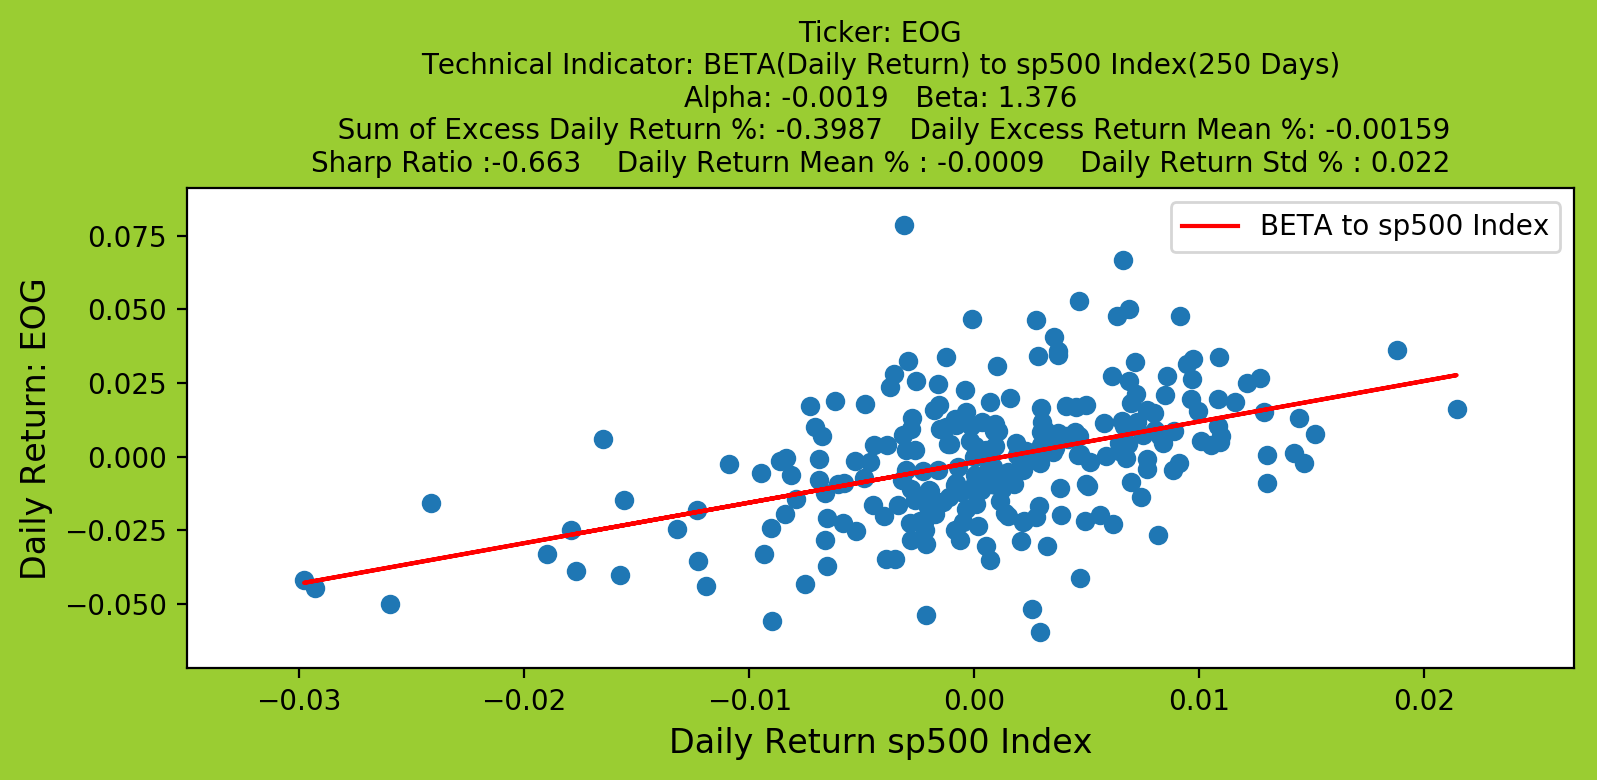 Ticker: EOG
Technical Indicator: BETA(Daily Return) to sp500 Index(250 Days)
Alpha: -0.0019   Beta: 1.376
Sum of Excess Daily Return %: -0.3987   Daily Excess Return Mean %: -0.00159
Sharp Ratio :-0.663    Daily Return Mean % : -0.0009    Daily Return Std % : 0.022
BETA to sp500 Index
0.075
0.050
0.025
0.000
−0.025
−0.050
Daily Return: EOG
−0.03
−0.02
−0.01
0.00
0.01
0.02
Daily Return sp500 Index